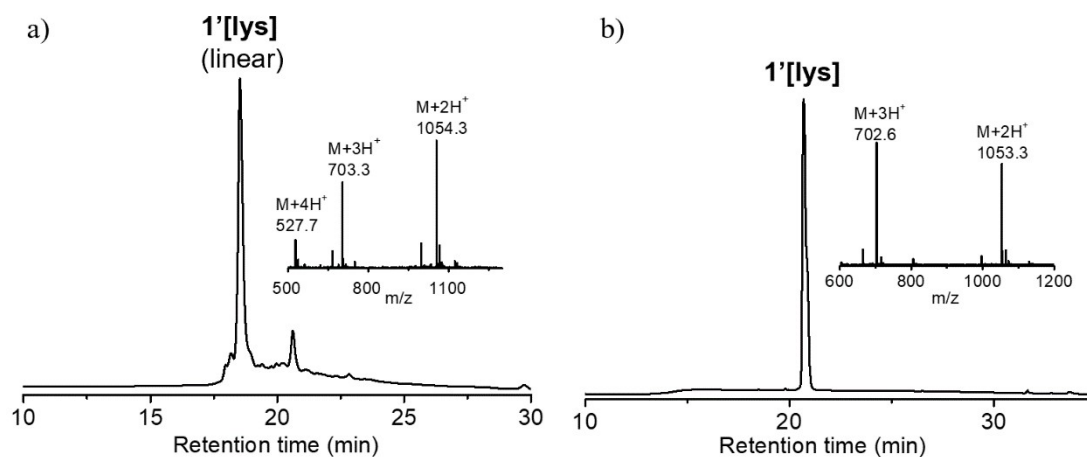 a)
1'[lys]
(linear)
M+4H⁺
527.7
M+3H⁺
703.3
M+2H⁺
1054.3
500 800 1100
m/z
10 15 20 25 30
Retention time (min)
b)
1'[lys]
M+3H⁺
702.6
M+2H⁺
1053.3
600 800 1000 1200
m/z
10 20 30
Retention time (min)